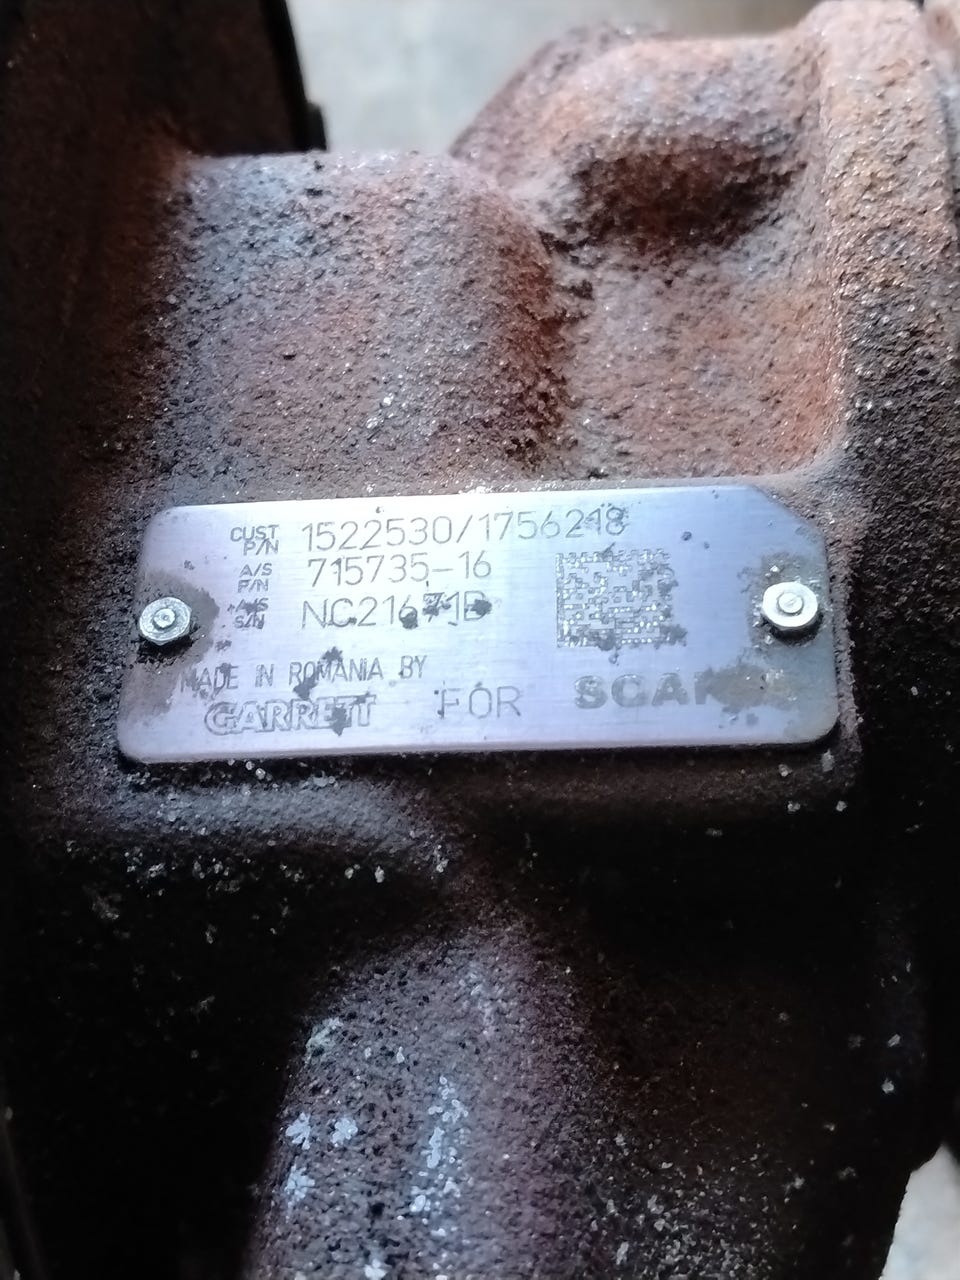 CUST P/N 1522530/1756218
A/S P/N 715735-16
S/N
MADE IN ROMANIA BY
GARRETT FOR